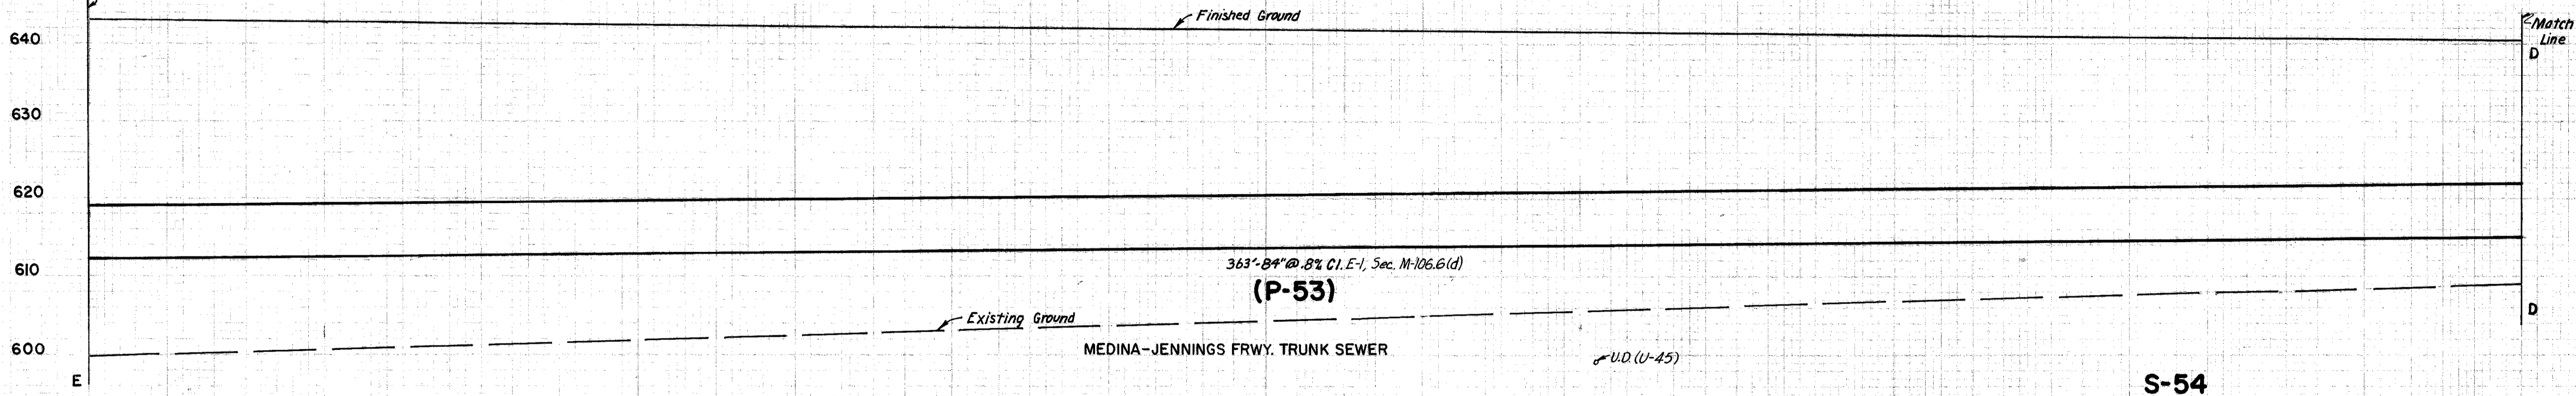 Finished Ground
Match
Line
640
D
630
620
610
363'-84"@.8% Cl. E-1, Sec. M-106.6(d)
(P-53)
Existing Ground
D
600
MEDINA-JENNINGS FRWY. TRUNK SEWER
U.D. (U-45)
E
S-54